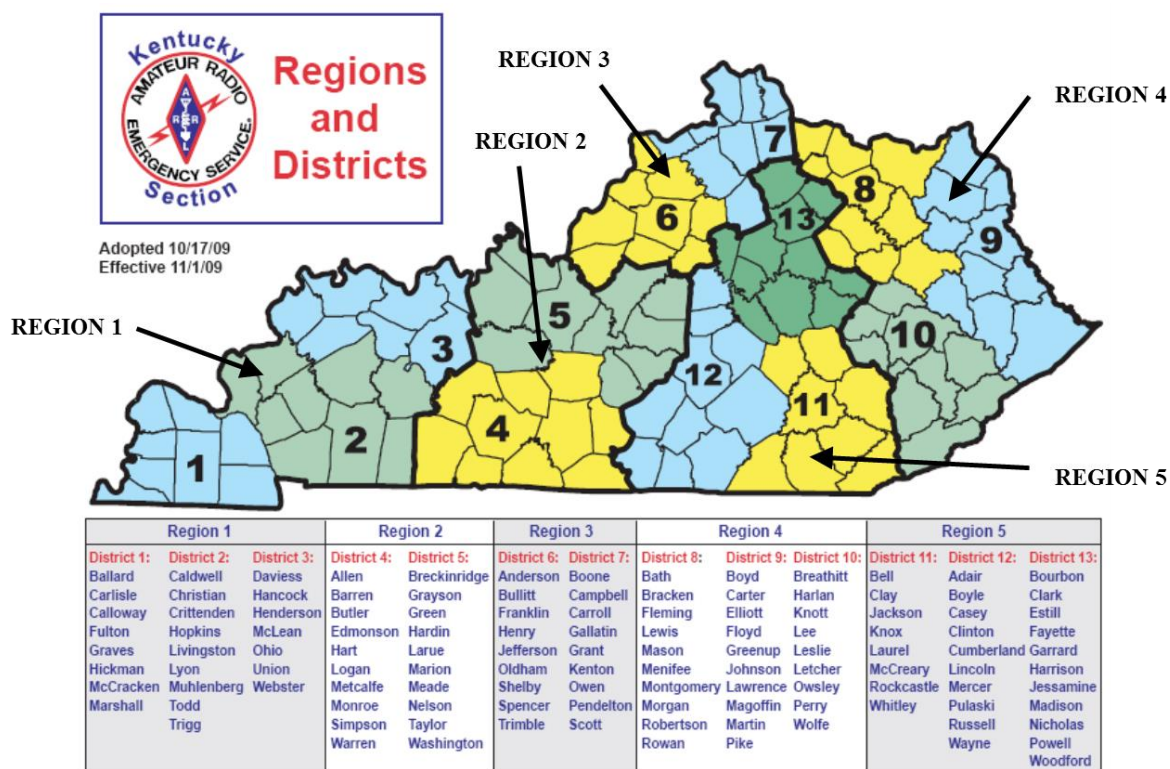 Kentucky
AMATEUR RADIO
EMERGENCY SERVICE®
A
R R
L
Section
Regions
and
Districts
Adopted 10/17/09
Effective 11/1/09
REGION 1
REGION 2
REGION 3
REGION 4
REGION 5
1
2
3
4
5
6
7
8
9
10
11
12
13
Region 1 Region 2 Region 3 Region 4 Region 5
District 1: District 2: District 3: District 4: District 5: District 6: District 7: District 8: District 9: District 10: District 11: District 12: District 13:
Ballard Caldwell Daviess Allen Breckinridge Anderson Boone Bath Boyd Breathitt Bell Adair Bourbon
Carlisle Christian Hancock Barren Grayson Bullitt Campbell Bracken Carter Harlan Clay Boyle Clark
Calloway Crittenden Henderson Butler Green Franklin Carroll Fleming Elliott Knott Jackson Casey Estill
Fulton Hopkins McLean Edmonson Hardin Henry Gallatin Lewis Floyd Lee Knox Clinton Fayette
Graves Livingston Ohio Hart Larue Jefferson Grant Mason Greenup Leslie Laurel Cumberland Garrard
Hickman Lyon Union Logan Marion Oldham Kenton Menifee Johnson Letcher McCreary Lincoln Harrison
McCracken Muhlenberg Webster Metcalfe Meade Shelby Owen Montgomery Lawrence Owsley Rockcastle Mercer Jessamine
Marshall Todd Monroe Nelson Spencer Pendelton Morgan Magoffin Perry Whitley Pulaski Madison
Trigg Simpson Taylor Trimble Scott Robertson Martin Wolfe Russell Nicholas
Warren Washington Rowan Pike Wayne Powell
Woodford